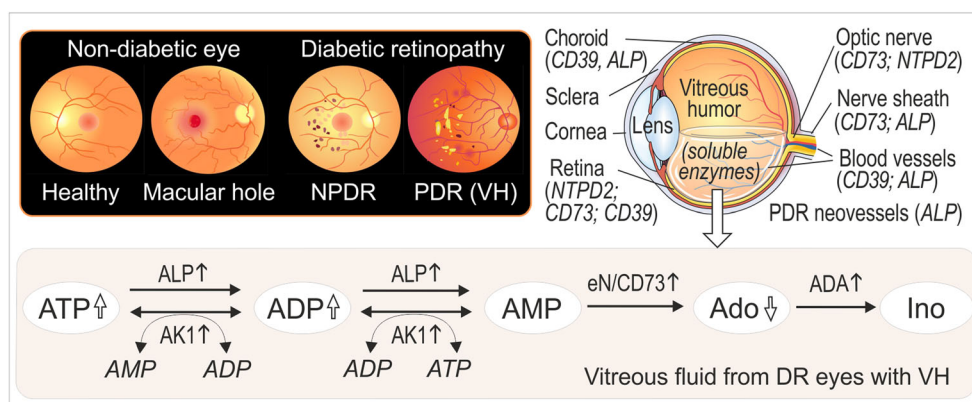 Non-diabetic eye
Diabetic retinopathy
Healthy
Macular hole
NPDR
PDR (VH)
Choroid
(CD39, ALP)
Sclera
Cornea
Retina
(NTPD2;
CD73; CD39)
Vitreous
humor
Lens
(soluble
enzymes)
Optic nerve
(CD73; NTPD2)
Nerve sheath
(CD73; ALP)
Blood vessels
(CD39; ALP)
PDR neovessels (ALP)
ATP⇧
ALP↑
AK1↑
AMP
ADP
ADP⇧
ALP↑
AK1↑
ADP
ATP
AMP
eN/CD73↑
Ado⇩
ADA↑
Ino
Vitreous fluid from DR eyes with VH